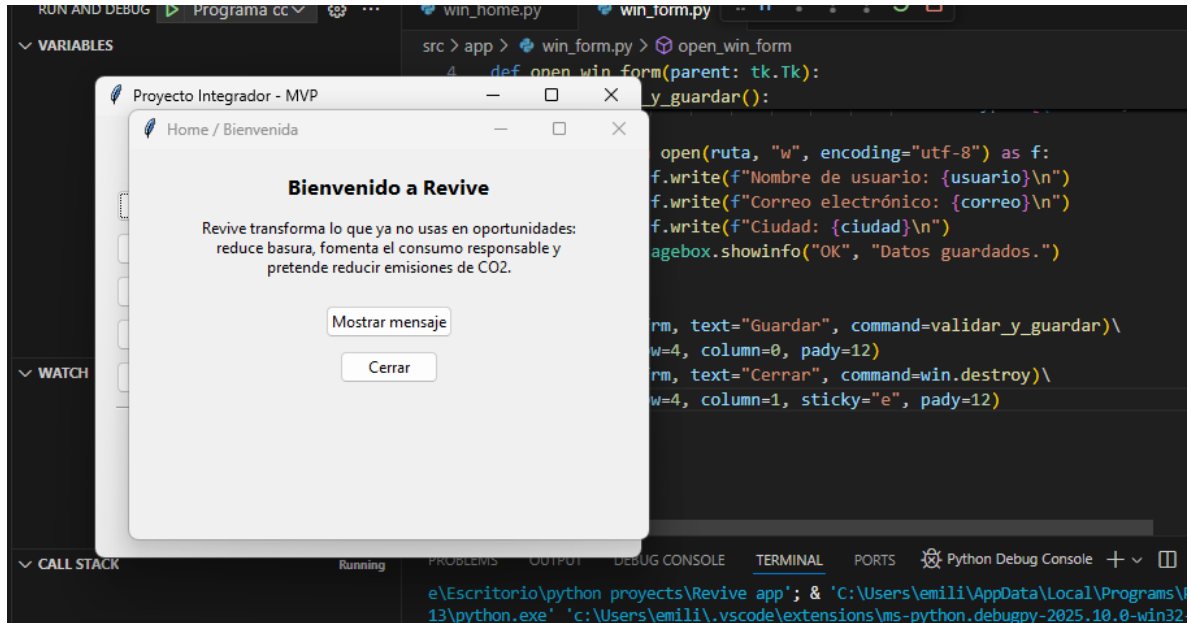 RUN AND DEBUG Programa cc ...
win_home.py win_form.py
VARIABLES
src > app > win_form.py > open_win_form
4 def open_win_form(parent: tk.Tk):
_y_guardar():
Proyecto Integrador - MVP
Home / Bienvenida
Bienvenido a Revive
Revive transforma lo que ya no usas en oportunidades:
reduce basura, fomenta el consumo responsable y
pretende reducir emisiones de CO2.
Mostrar mensaje
Cerrar
open(ruta, "w", encoding="utf-8") as f:
f.write(f"Nombre de usuario: {usuario}\n")
f.write(f"Correo electrónico: {correo}\n")
f.write(f"Ciudad: {ciudad}\n")
agebox.showinfo("OK", "Datos guardados.")
rm, text="Guardar", command=validar_y_guardar)\
w=4, column=0, pady=12)
rm, text="Cerrar", command=win.destroy)\
w=4, column=1, sticky="e", pady=12)
WATCH
CALL STACK Running
PROBLEMS OUTPUT DEBUG CONSOLE TERMINAL PORTS Python Debug Console
e\Escritorio\python proyects\Revive app'; & 'C:\Users\emili\AppData\Local\Programs\
13\python.exe' 'c:\Users\emili\.vscode\extensions\ms-python.debugpy-2025.10.0-win32-